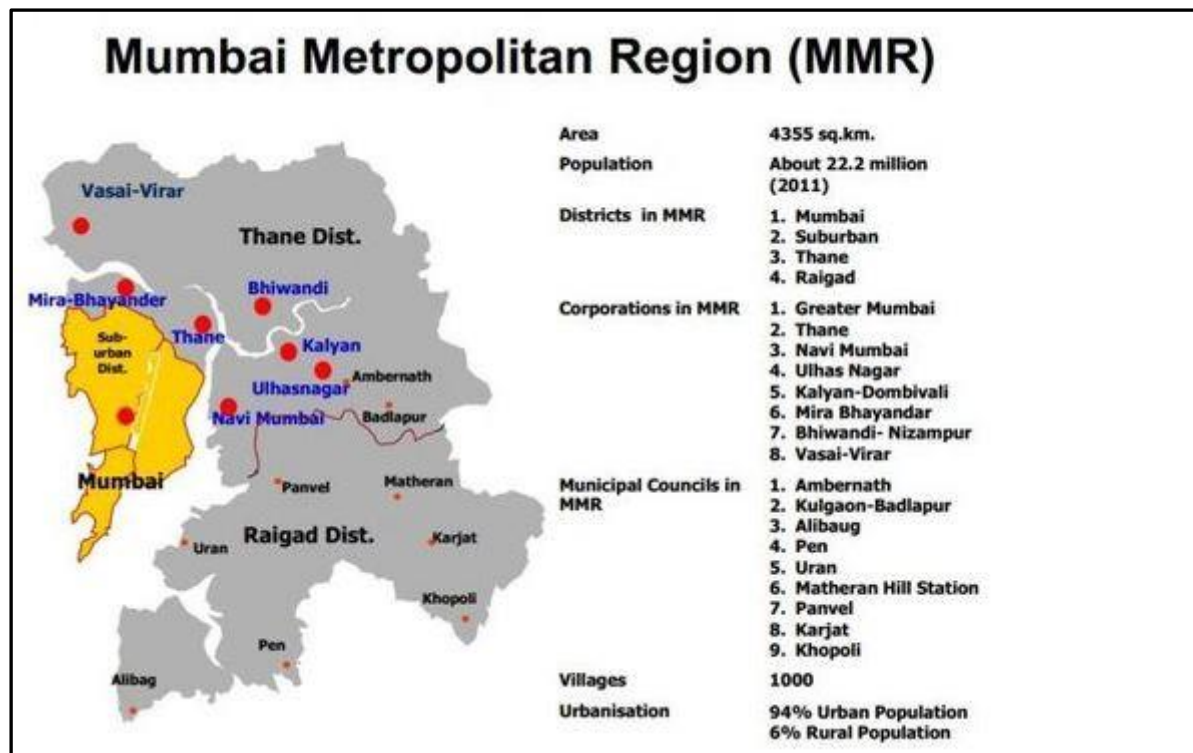 Mumbai Metropolitan Region (MMR)
Vasai-Virar
Thane Dist.
Mira-Bhayander
Bhiwandi
Sub-
urban
Dist.
Thane
Kalyan
Ulhasnagar
Ambernath
Navi Mumbai
Badlapur
Mumbai
Panvel
Matheran
Raigad Dist.
Uran
Karjat
Khopoli
Pen
Alibag
Area 4355 sq.km.
Population About 22.2 million
(2011)
Districts in MMR 1. Mumbai
2. Suburban
3. Thane
4. Raigad
Corporations in MMR 1. Greater Mumbai
2. Thane
3. Navi Mumbai
4. Ulhas Nagar
5. Kalyan-Dombivali
6. Mira Bhayandar
7. Bhiwandi- Nizampur
8. Vasai-Virar
Municipal Councils in 1. Ambernath
MMR 2. Kulgaon-Badlapur
3. Alibaug
4. Pen
5. Uran
6. Matheran Hill Station
7. Panvel
8. Karjat
9. Khopoli
Villages 1000
Urbanisation 94% Urban Population
6% Rural Population